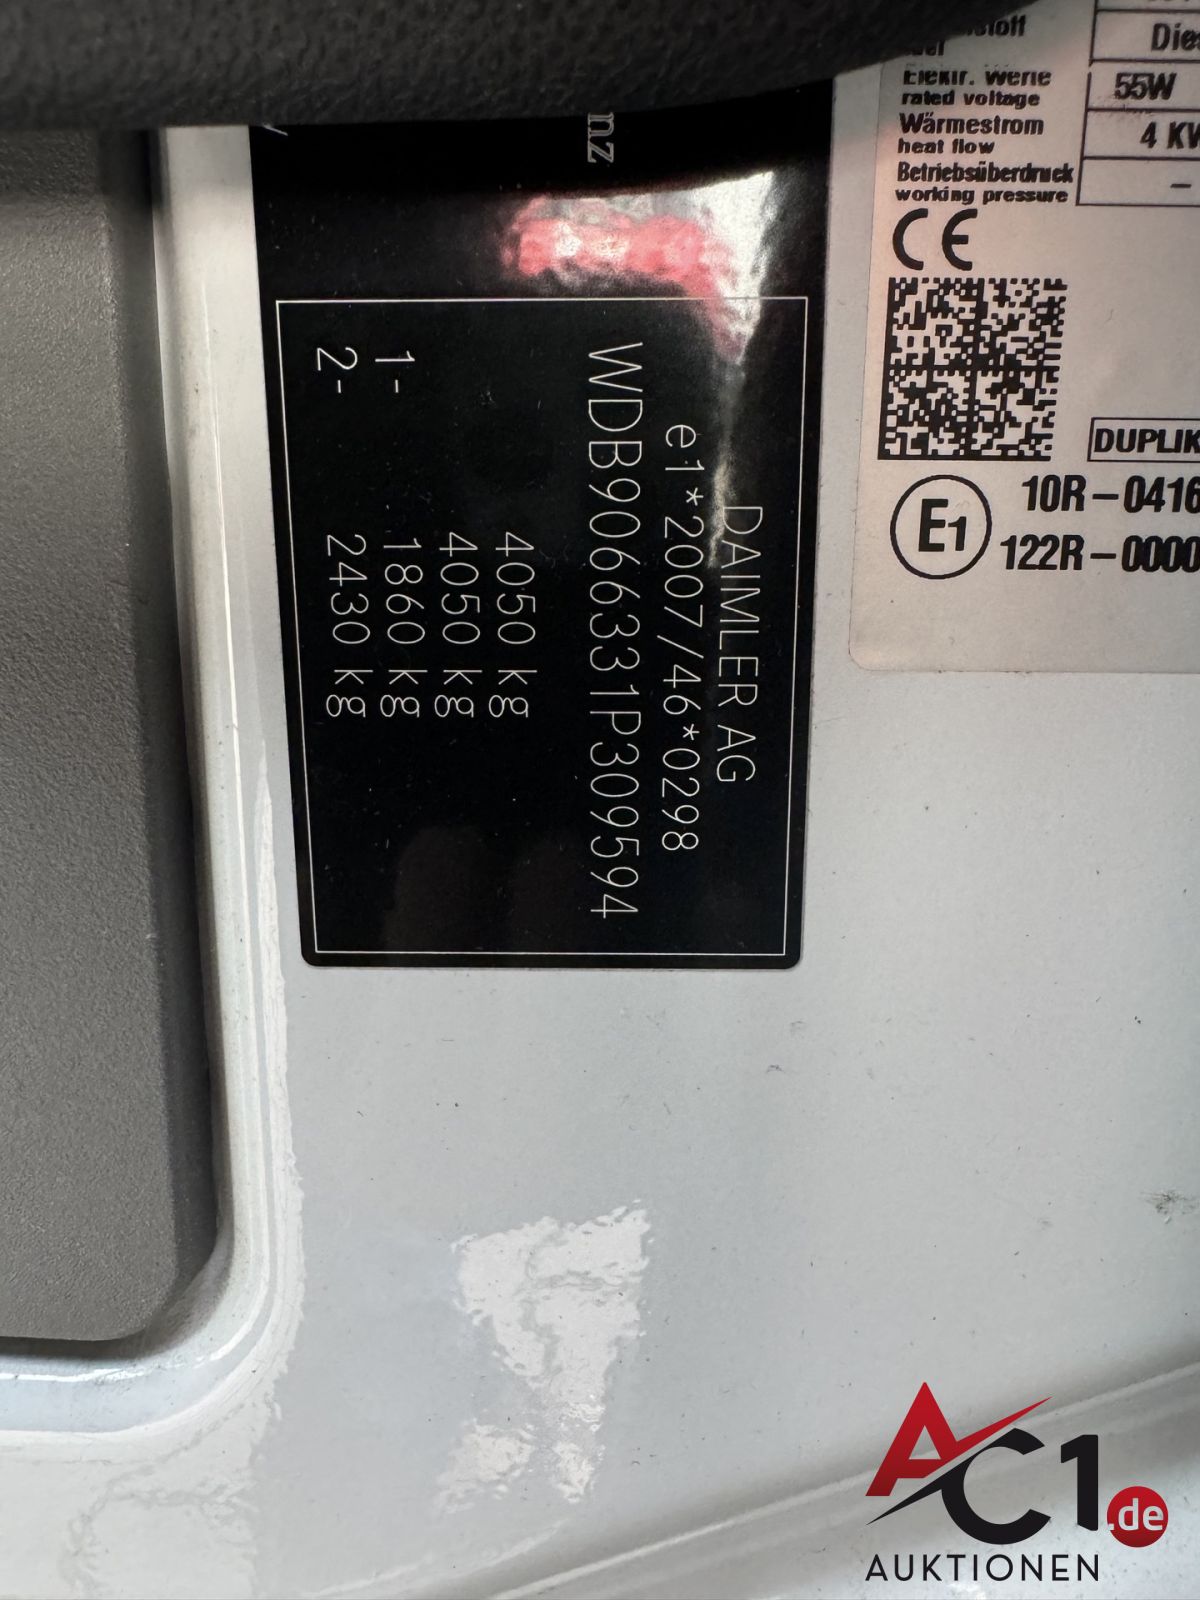 DAIMLER AG
e1*2007/46*0298
WDB9066331P309594
4050 kg
4050 kg
1- 1860 kg
2- 2430 kg
Elektr. Werte
rated voltage
55W
Wärmestrom
heat flow
4 KW
Betriebsüberdruck
working pressure
–
CE
DUPLIK
E1
10R-0416
122R-0000
AC1.de
AUKTIONEN